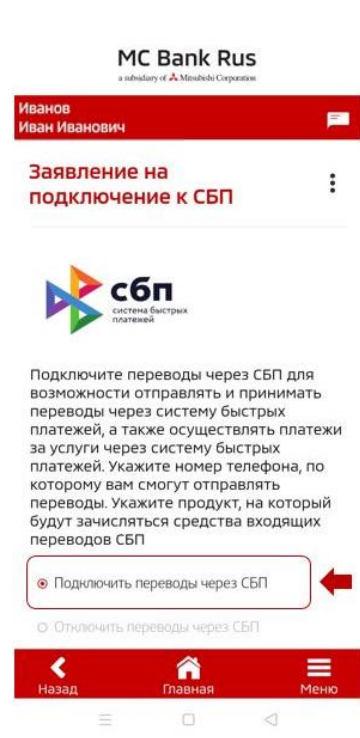 MC Bank Rus
a subsidiary of Mitsubishi Corporation
Иванов
Иван Иванович
Заявление на
подключение к СБП
сбп
система быстрых
платежей
Подключите переводы через СБП для
возможности отправлять и принимать
переводы через систему быстрых
платежей, а также осуществлять платежи
за услуги через систему быстрых
платежей. Укажите номер телефона, по
которому вам смогут отправлять
переводы. Укажите продукт, на который
будут зачисляться средства входящих
переводов СБП
Подключить переводы через СБП
Отключить переводы через СБП
Назад Главная Меню